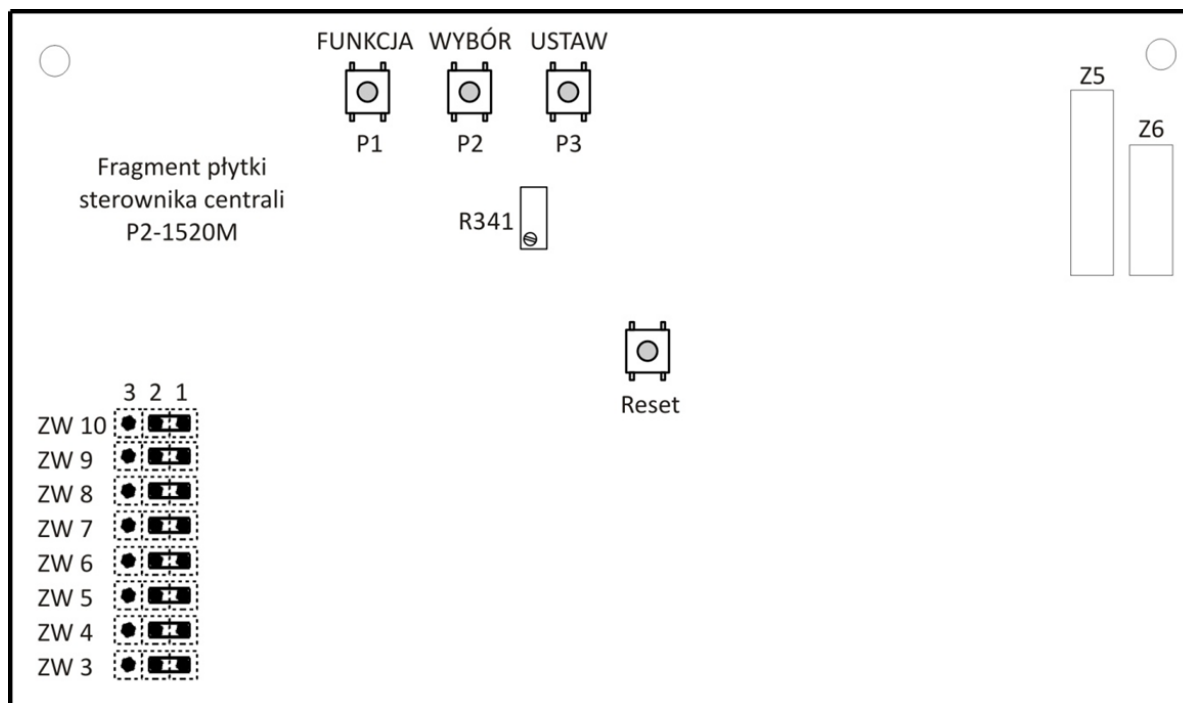 FUNKCJA WYBÓR USTAW
P1 P2 P3
Z5
Z6
Fragment płytki
sterownika centrali
P2-1520M
R341
Reset
3 2 1
ZW 10
ZW 9
ZW 8
ZW 7
ZW 6
ZW 5
ZW 4
ZW 3